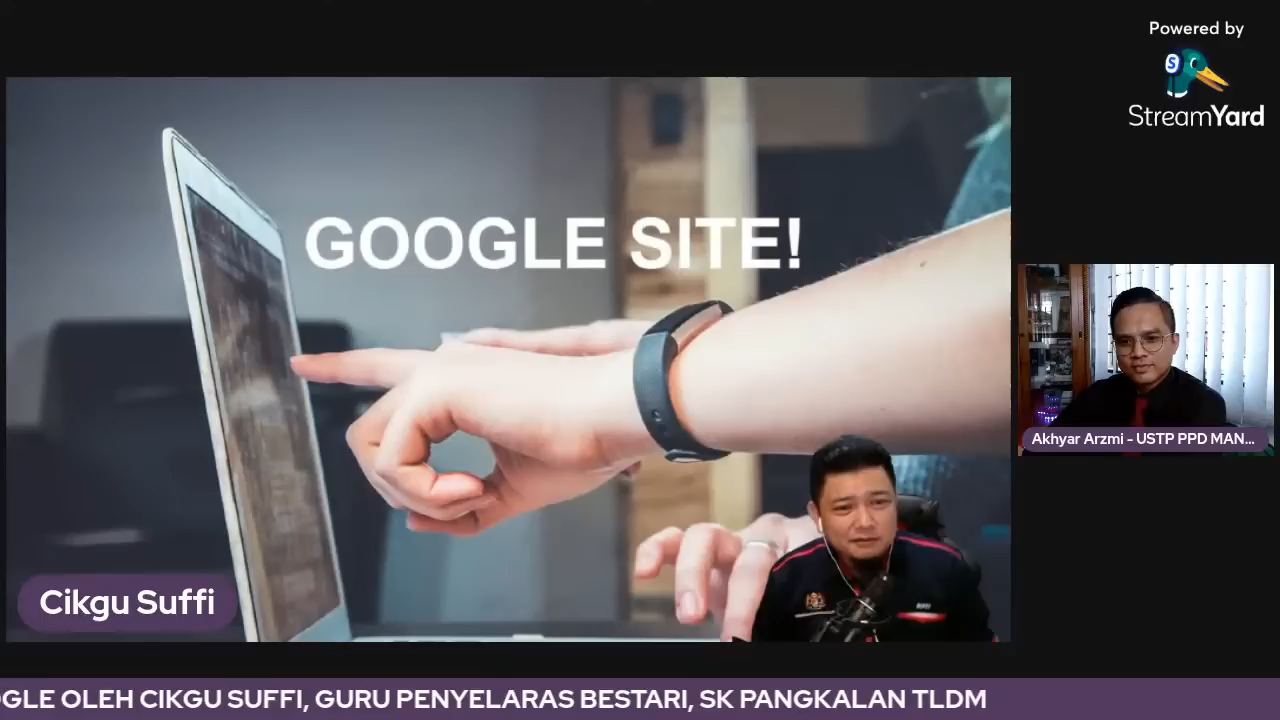 Powered by
S
StreamYard
GOOGLE SITE!
Akhyar Arzmi - USTP PPD MAN...
Cikgu Suffi
OGLE OLEH CIKGU SUFFI, GURU PENYELARAS BESTARI, SK PANGKALAN TLDM